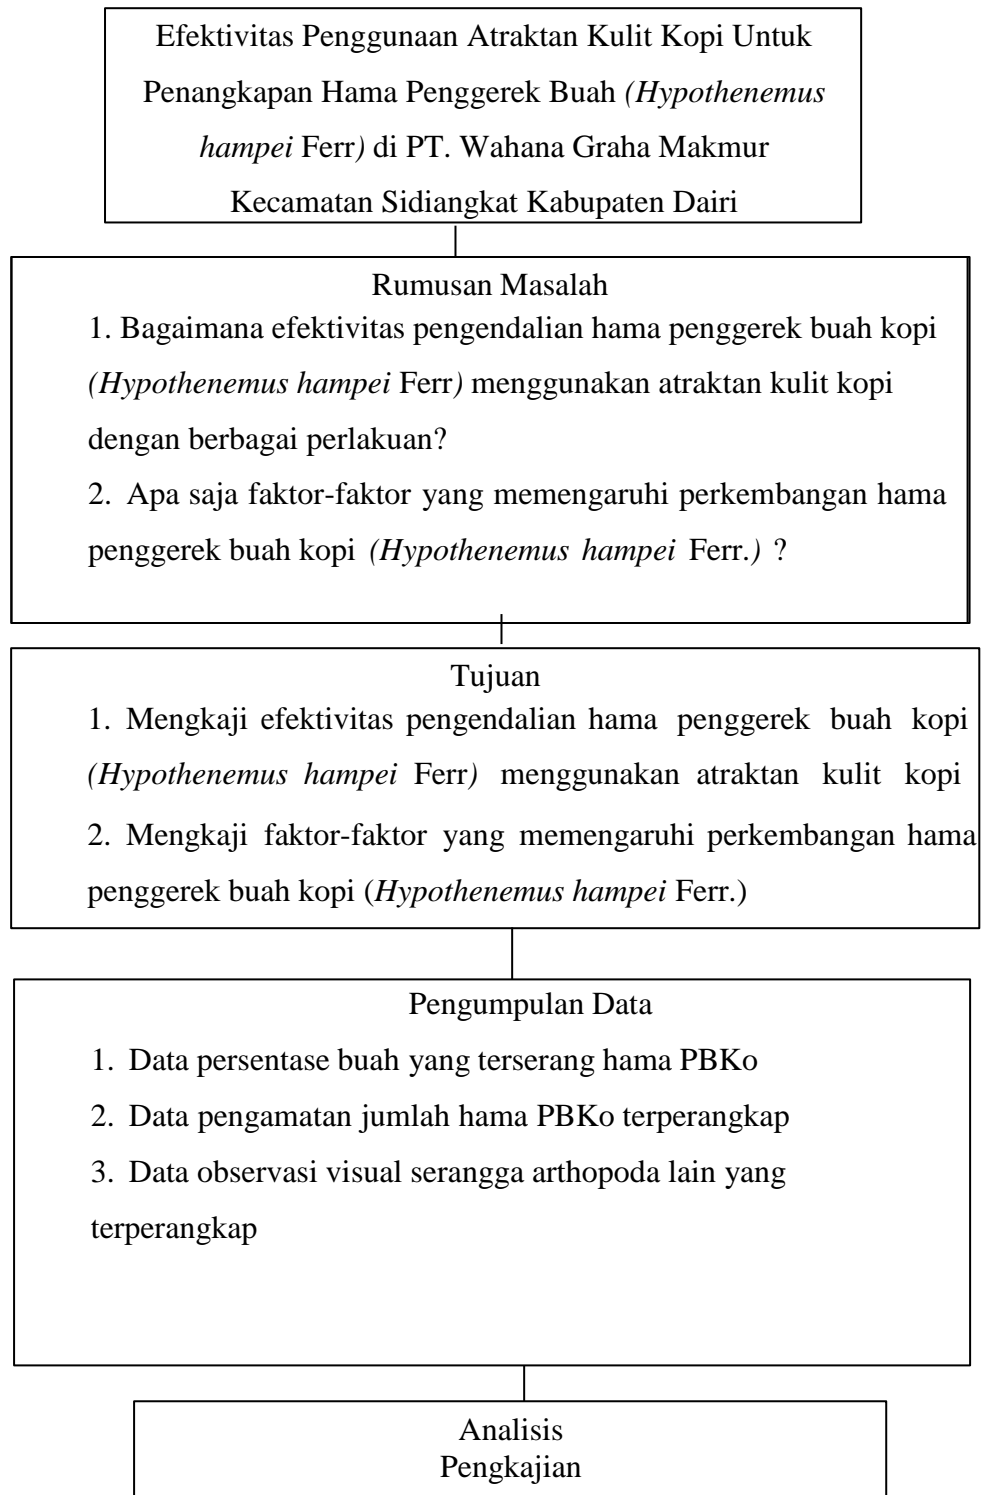 Efektivitas Penggunaan Atraktan Kulit Kopi Untuk
Penangkapan Hama Penggerek Buah (Hypothenemus
hampei Ferr) di PT. Wahana Graha Makmur
Kecamatan Sidiangkat Kabupaten Dairi
Rumusan Masalah
1. Bagaimana efektivitas pengendalian hama penggerek buah kopi
(Hypothenemus hampei Ferr) menggunakan atraktan kulit kopi
dengan berbagai perlakuan?
2. Apa saja faktor-faktor yang memengaruhi perkembangan hama
penggerek buah kopi (Hypothenemus hampei Ferr.) ?
Tujuan
1. Mengkaji efektivitas pengendalian hama penggerek buah kopi
(Hypothenemus hampei Ferr) menggunakan atraktan kulit kopi
2. Mengkaji faktor-faktor yang memengaruhi perkembangan hama
penggerek buah kopi (Hypothenemus hampei Ferr.)
Pengumpulan Data
1. Data persentase buah yang terserang hama PBKo
2. Data pengamatan jumlah hama PBKo terperangkap
3. Data observasi visual serangga arthopoda lain yang
terperangkap
Analisis
Pengkajian